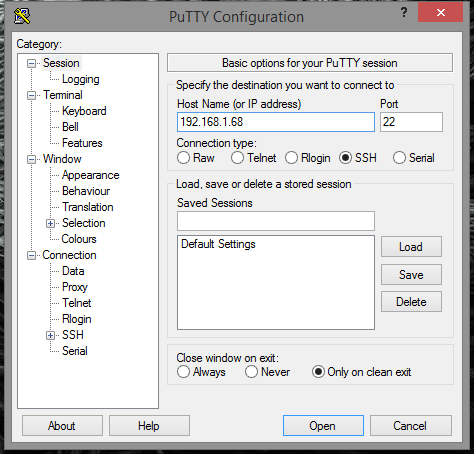 PuTTY Configuration
?
Category:
Session
Logging
Terminal
Keyboard
Bell
Features
Window
Appearance
Behaviour
Translation
Selection
Colours
Connection
Data
Proxy
Telnet
Rlogin
SSH
Serial
Basic options for your PuTTY session
Specify the destination you want to connect to
Host Name (or IP address) Port
192.168.1.68 22
Connection type:
Raw Telnet Rlogin SSH Serial
Load, save or delete a stored session
Saved Sessions
Default Settings
Load
Save
Delete
Close window on exit:
Always Never Only on clean exit
About Help Open Cancel